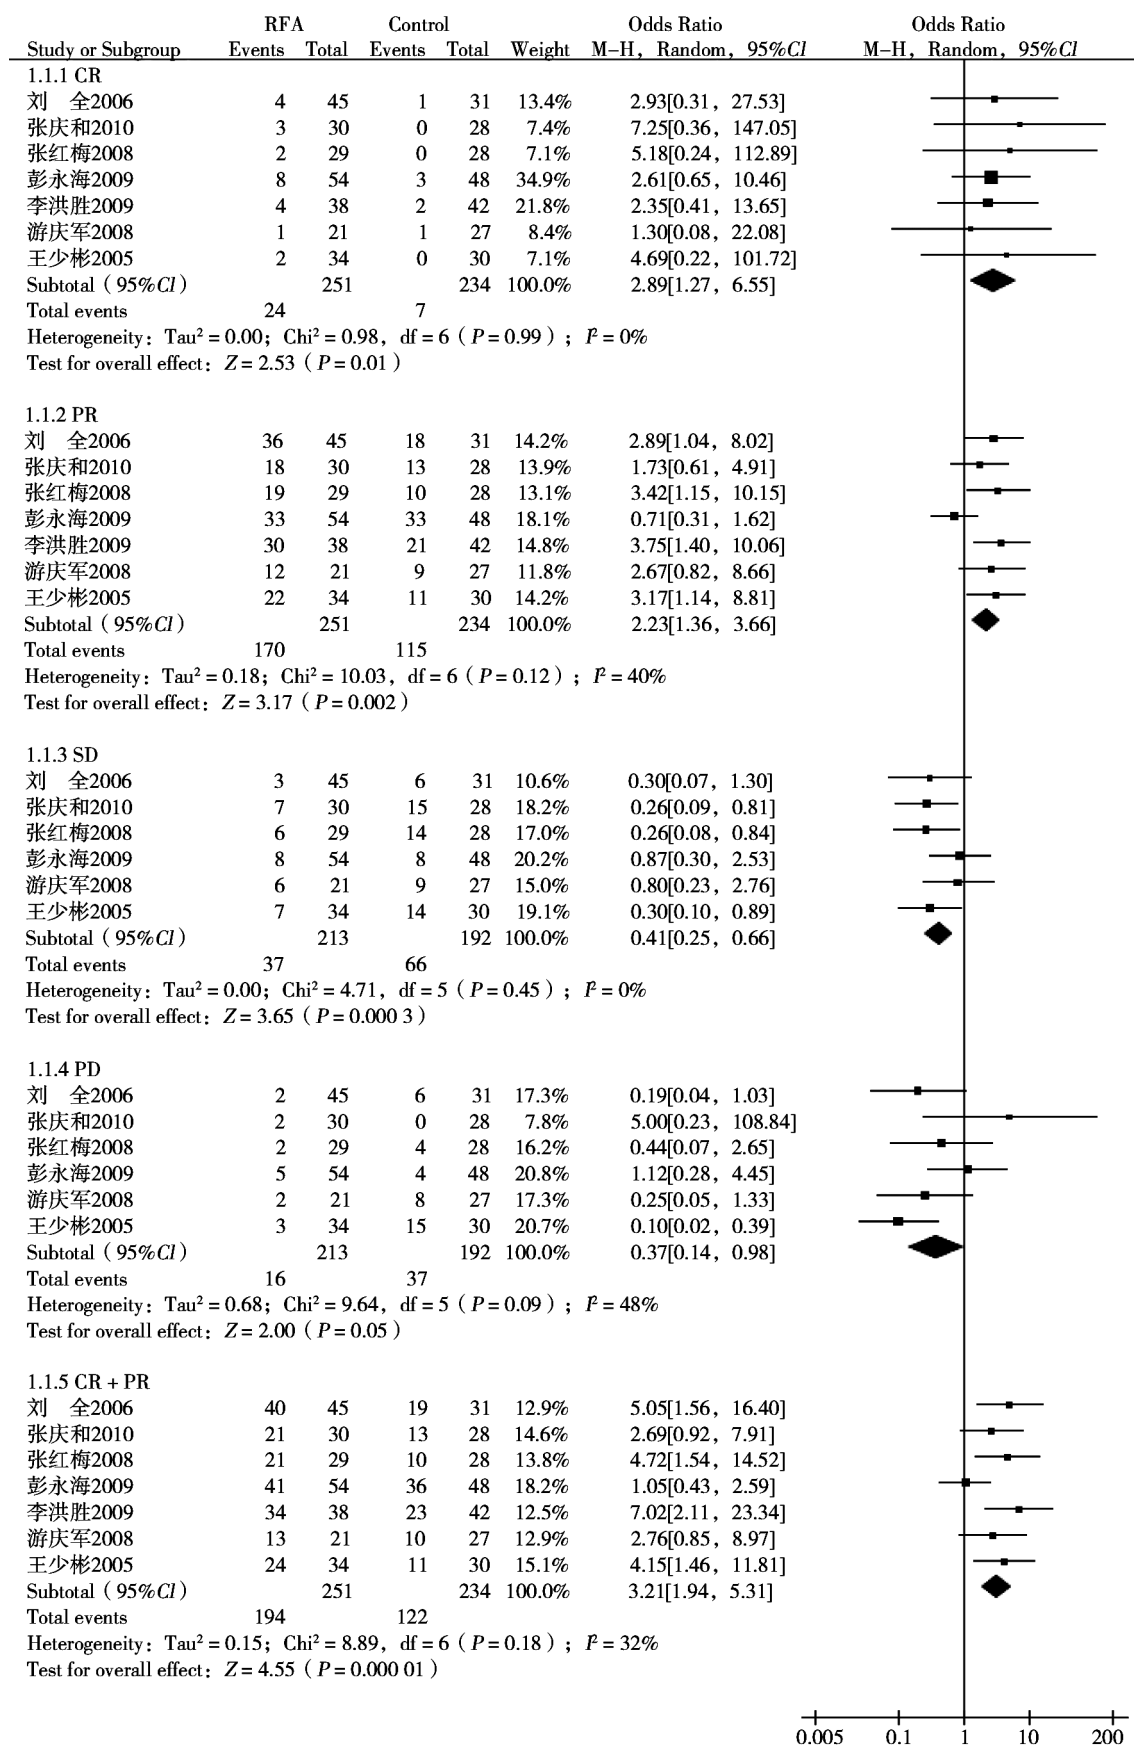 RFA Control Odds Ratio Odds Ratio
Study or Subgroup Events Total Events Total Weight M-H, Random, 95%CI M-H, Random, 95%CI
1.1.1 CR
刘 全2006 4 45 1 31 13.4% 2.93[0.31, 27.53]
张庆和2010 3 30 0 28 7.4% 7.25[0.36, 147.05]
张红梅2008 2 29 0 28 7.1% 5.18[0.24, 112.89]
彭永海2009 8 54 3 48 34.9% 2.61[0.65, 10.46]
李洪胜2009 4 38 2 42 21.8% 2.35[0.41, 13.65]
游庆军2008 1 21 1 27 8.4% 1.30[0.08, 22.08]
王少彬2005 2 34 0 30 7.1% 4.69[0.22, 101.72]
Subtotal (95%CI) 251 234 100.0% 2.89[1.27, 6.55]
Total events 24 7
Heterogeneity: Tau² = 0.00; Chi² = 0.98, df = 6 (P = 0.99); I² = 0%
Test for overall effect: Z = 2.53 (P = 0.01)
1.1.2 PR
刘 全2006 36 45 18 31 14.2% 2.89[1.04, 8.02]
张庆和2010 18 30 13 28 13.9% 1.73[0.61, 4.91]
张红梅2008 19 29 10 28 13.1% 3.42[1.15, 10.15]
彭永海2009 33 54 33 48 18.1% 0.71[0.31, 1.62]
李洪胜2009 30 38 21 42 14.8% 3.75[1.40, 10.06]
游庆军2008 12 21 9 27 11.8% 2.67[0.82, 8.66]
王少彬2005 22 34 11 30 14.2% 3.17[1.14, 8.81]
Subtotal (95%CI) 251 234 100.0% 2.23[1.36, 3.66]
Total events 170 115
Heterogeneity: Tau² = 0.18; Chi² = 10.03, df = 6 (P = 0.12); I² = 40%
Test for overall effect: Z = 3.17 (P = 0.002)
1.1.3 SD
刘 全2006 3 45 6 31 10.6% 0.30[0.07, 1.30]
张庆和2010 7 30 15 28 18.2% 0.26[0.09, 0.81]
张红梅2008 6 29 14 28 17.0% 0.26[0.08, 0.84]
彭永海2009 8 54 8 48 20.2% 0.87[0.30, 2.53]
游庆军2008 6 21 9 27 15.0% 0.80[0.23, 2.76]
王少彬2005 7 34 14 30 19.1% 0.30[0.10, 0.89]
Subtotal (95%CI) 213 192 100.0% 0.41[0.25, 0.66]
Total events 37 66
Heterogeneity: Tau² = 0.00; Chi² = 4.71, df = 5 (P = 0.45); I² = 0%
Test for overall effect: Z = 3.65 (P = 0.000 3)
1.1.4 PD
刘 全2006 2 45 6 31 17.3% 0.19[0.04, 1.03]
张庆和2010 2 30 0 28 7.8% 5.00[0.23, 108.84]
张红梅2008 2 29 4 28 16.2% 0.44[0.07, 2.65]
彭永海2009 5 54 4 48 20.8% 1.12[0.28, 4.45]
游庆军2008 2 21 8 27 17.3% 0.25[0.05, 1.33]
王少彬2005 3 34 15 30 20.7% 0.10[0.02, 0.39]
Subtotal (95%CI) 213 192 100.0% 0.37[0.14, 0.98]
Total events 16 37
Heterogeneity: Tau² = 0.68; Chi² = 9.64, df = 5 (P = 0.09); I² = 48%
Test for overall effect: Z = 2.00 (P = 0.05)
1.1.5 CR + PR
刘 全2006 40 45 19 31 12.9% 5.05[1.56, 16.40]
张庆和2010 21 30 13 28 14.6% 2.69[0.92, 7.91]
张红梅2008 21 29 10 28 13.8% 4.72[1.54, 14.52]
彭永海2009 41 54 36 48 18.2% 1.05[0.43, 2.59]
李洪胜2009 34 38 23 42 12.5% 7.02[2.11, 23.34]
游庆军2008 13 21 10 27 12.9% 2.76[0.85, 8.97]
王少彬2005 24 34 11 30 15.1% 4.15[1.46, 11.81]
Subtotal (95%CI) 251 234 100.0% 3.21[1.94, 5.31]
Total events 194 122
Heterogeneity: Tau² = 0.15; Chi² = 8.89, df = 6 (P = 0.18); I² = 32%
Test for overall effect: Z = 4.55 (P = 0.000 01)
0.005 0.1 1 10 200